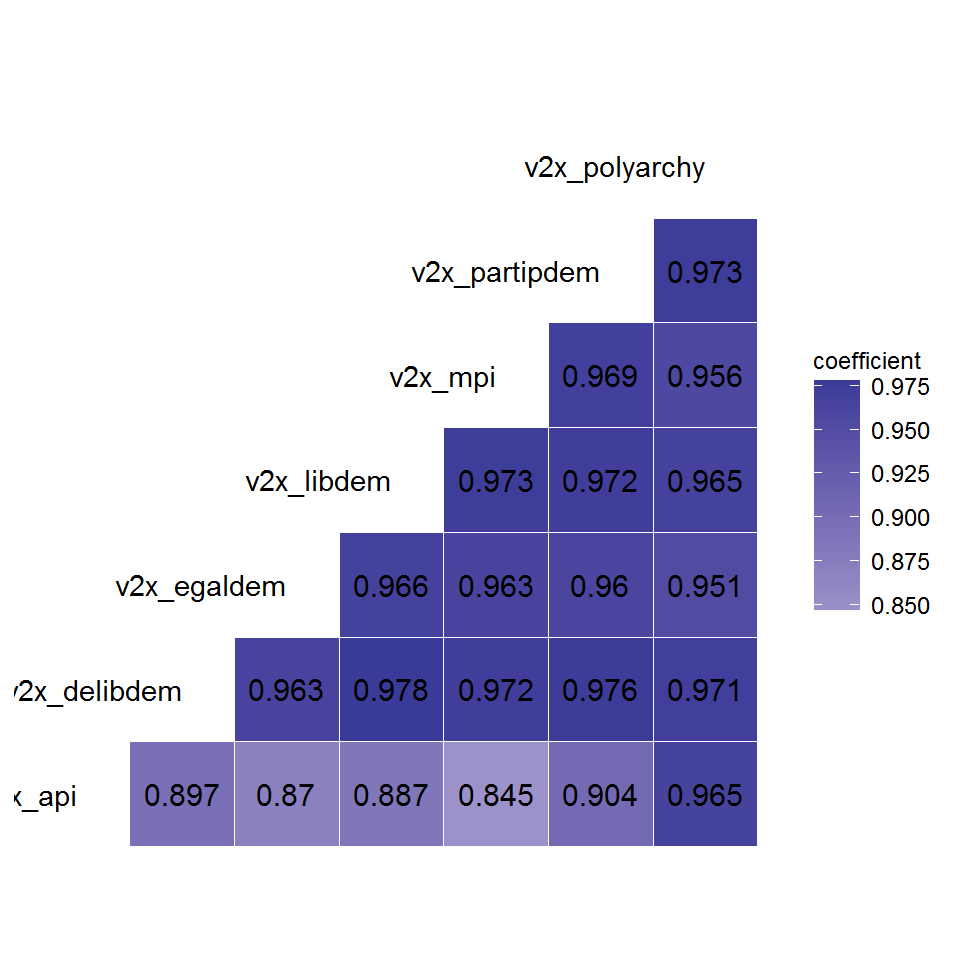 v2x_polyarchy
v2x_partipdem 0.973
v2x_mpi 0.969 0.956
v2x_libdem 0.973 0.972 0.965
v2x_egaldem 0.966 0.963 0.96 0.951
v2x_delibdem 0.963 0.978 0.972 0.976 0.971
x_api 0.897 0.87 0.887 0.845 0.904 0.965
coefficient
0.975
0.950
0.925
0.900
0.875
0.850